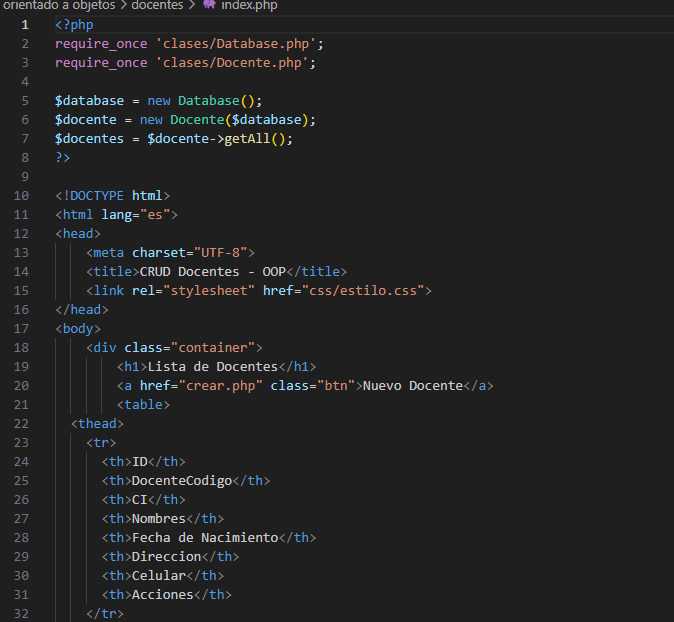 orientado a objetos > docentes > index.php
1 <?php
2 require_once 'clases/Database.php';
3 require_once 'clases/Docente.php';
4
5 $database = new Database();
6 $docente = new Docente($database);
7 $docentes = $docente->getAll();
8 ?>
9
10 <!DOCTYPE html>
11 <html lang="es">
12 <head>
13 <meta charset="UTF-8">
14 <title>CRUD Docentes - OOP</title>
15 <link rel="stylesheet" href="css/estilo.css">
16 </head>
17 <body>
18 <div class="container">
19 <h1>Lista de Docentes</h1>
20 <a href="crear.php" class="btn">Nuevo Docente</a>
21 <table>
22 <thead>
23 <tr>
24 <th>ID</th>
25 <th>DocenteCodigo</th>
26 <th>CI</th>
27 <th>Nombres</th>
28 <th>Fecha de Nacimiento</th>
29 <th>Direccion</th>
30 <th>Celular</th>
31 <th>Acciones</th>
32 </tr>